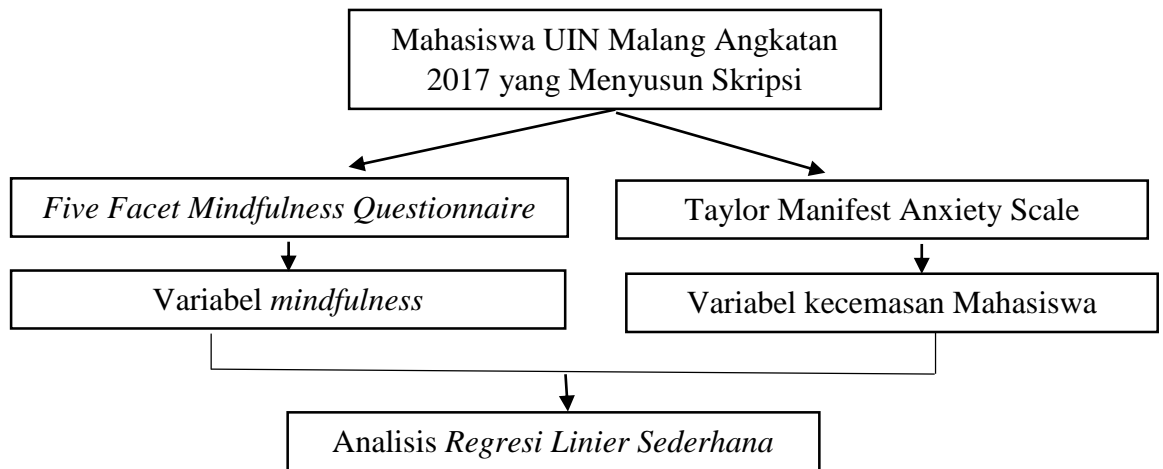 Mahasiswa UIN Malang Angkatan
2017 yang Menyusun Skripsi
Five Facet Mindfulness Questionnaire
Taylor Manifest Anxiety Scale
Variabel mindfulness
Variabel kecemasan Mahasiswa
Analisis Regresi Linier Sederhana